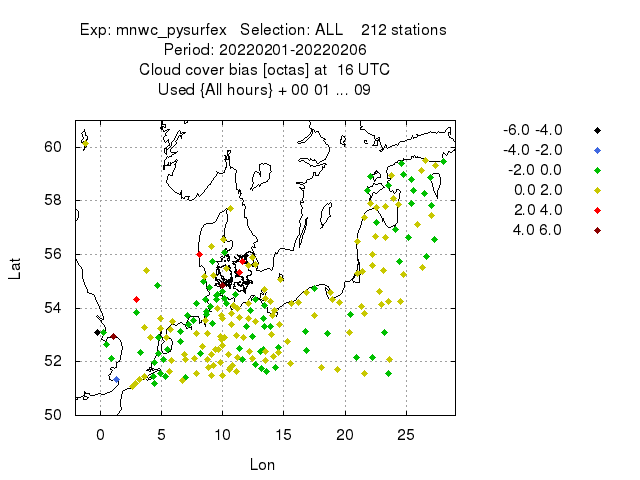 Exp: mnwc_pysurfex   Selection: ALL    212 stations
Period: 20220201-20220206
Cloud cover bias [octas] at  16 UTC
Used {All hours} + 00 01 ... 09
-6.0 -4.0
-4.0 -2.0
-2.0 0.0
0.0 2.0
2.0 4.0
4.0 6.0
60
58
56
54
52
50
Lat
0 5 10 15 20 25
Lon